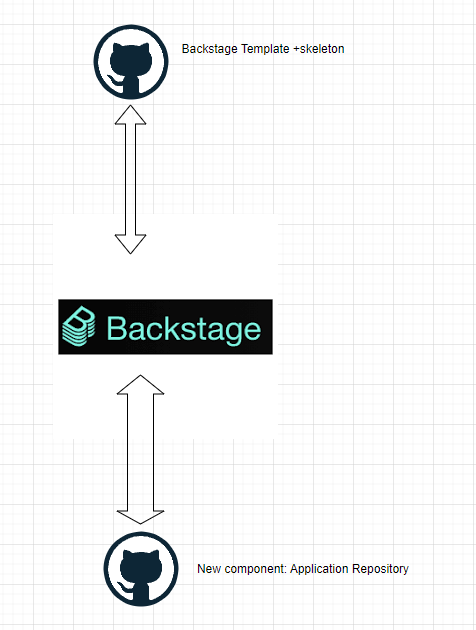 Backstage Template +skeleton
Backstage
New component: Application Repository